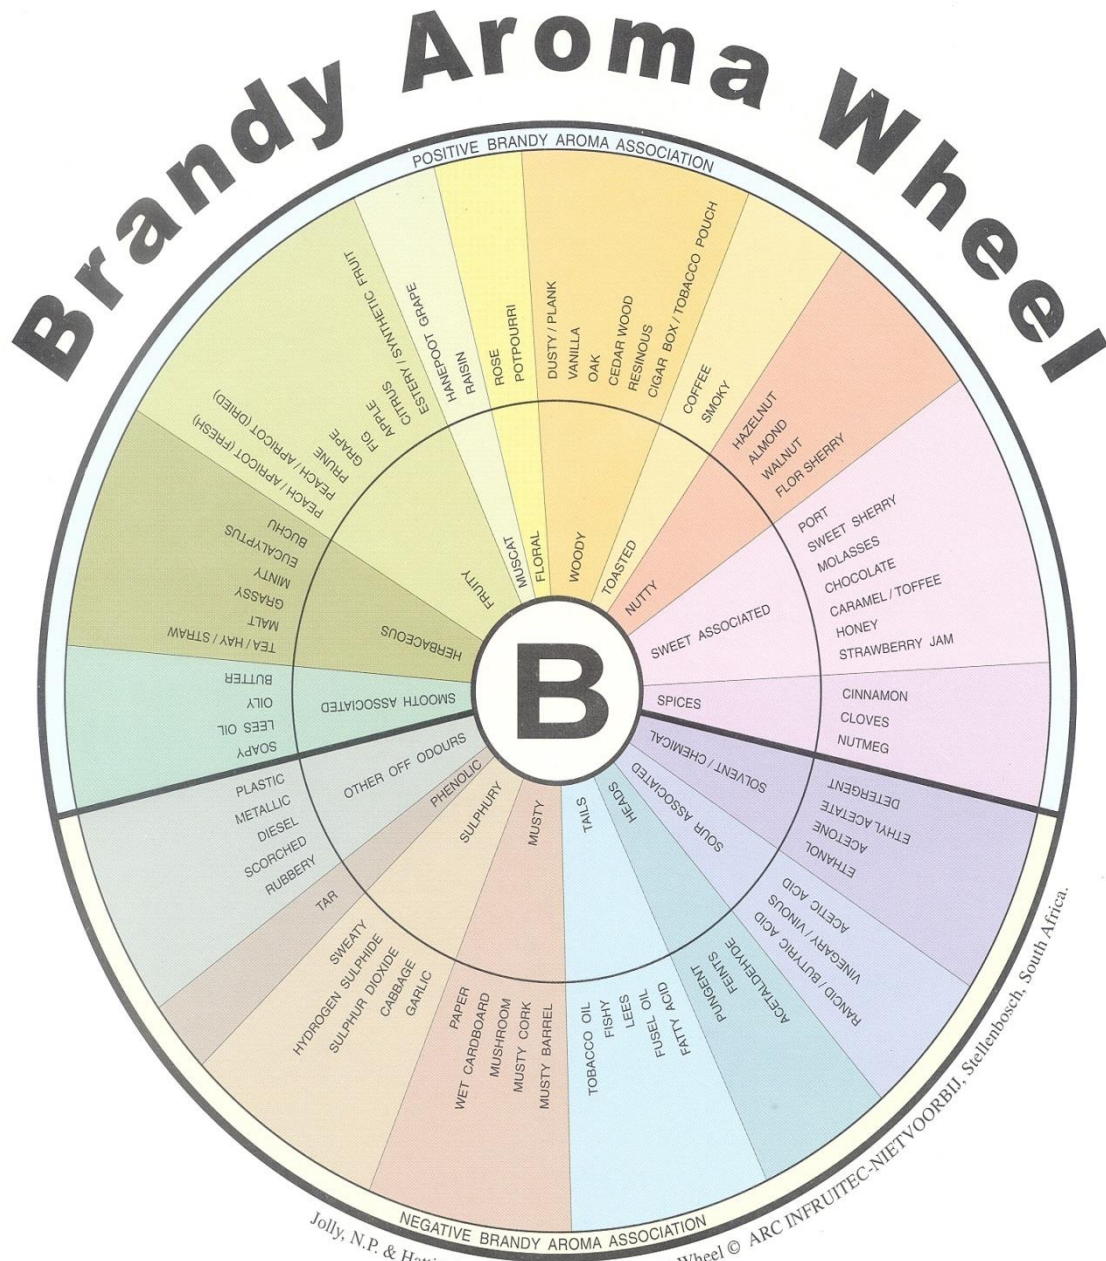 Brandy Aroma Wheel
POSITIVE BRANDY AROMA ASSOCIATION
B
SMOOTH ASSOCIATED
SOAPY
LEES OIL
OILY
BUTTER
HERBACEOUS
TEA / HAY / STRAW
MALT
GRASSY
MINTY
EUCALYPTUS
BUCHU
FRUITY
PEACH / APRICOT (FRESH)
PEACH / APRICOT (DRIED)
PRUNE
GRAPE
FIG
APPLE
CITRUS
ESTERY / SYNTHETIC FRUIT
MUSCAT
HANEPOOT GRAPE
RAISIN
FLORAL
ROSE
POTPOURRI
WOODY
DUSTY / PLANK
VANILLA
OAK
CEDAR WOOD
RESINOUS
CIGAR BOX / TOBACCO POUCH
TOASTED
COFFEE
SMOKY
NUTTY
HAZELNUT
ALMOND
WALNUT
FLOR SHERRY
SWEET ASSOCIATED
PORT
SWEET SHERRY
MOLASSES
CHOCOLATE
CARAMEL / TOFFEE
HONEY
STRAWBERRY JAM
SPICES
CINNAMON
CLOVES
NUTMEG
SOLVENT / CHEMICAL
DETERGENT
ETHYL ACETATE
ACETONE
ETHANOL
SOUR ASSOCIATED
ACETIC ACID
VINEGARY / VINOUS
RANCID / BUTYRIC ACID
HEADS
ACETALDEHYDE
FEINTS
PUNGENT
TAILS
FATTY ACID
FUSEL OIL
LEES
FISHY
TOBACCO OIL
MUSTY
MUSTY BARREL
MUSTY CORK
MUSHROOM
WET CARDBOARD
PAPER
SULPHURY
GARLIC
CABBAGE
SULPHUR DIOXIDE
HYDROGEN SULPHIDE
SWEATY
PHENOLIC
TAR
OTHER OFF ODOURS
RUBBERY
SCORCHED
DIESEL
METALLIC
PLASTIC
NEGATIVE BRANDY AROMA ASSOCIATION
Jolly, N.P. & Wheel © ARC INFRUITEC-NIETVOORBIJ, Stellenbosch, South Africa.